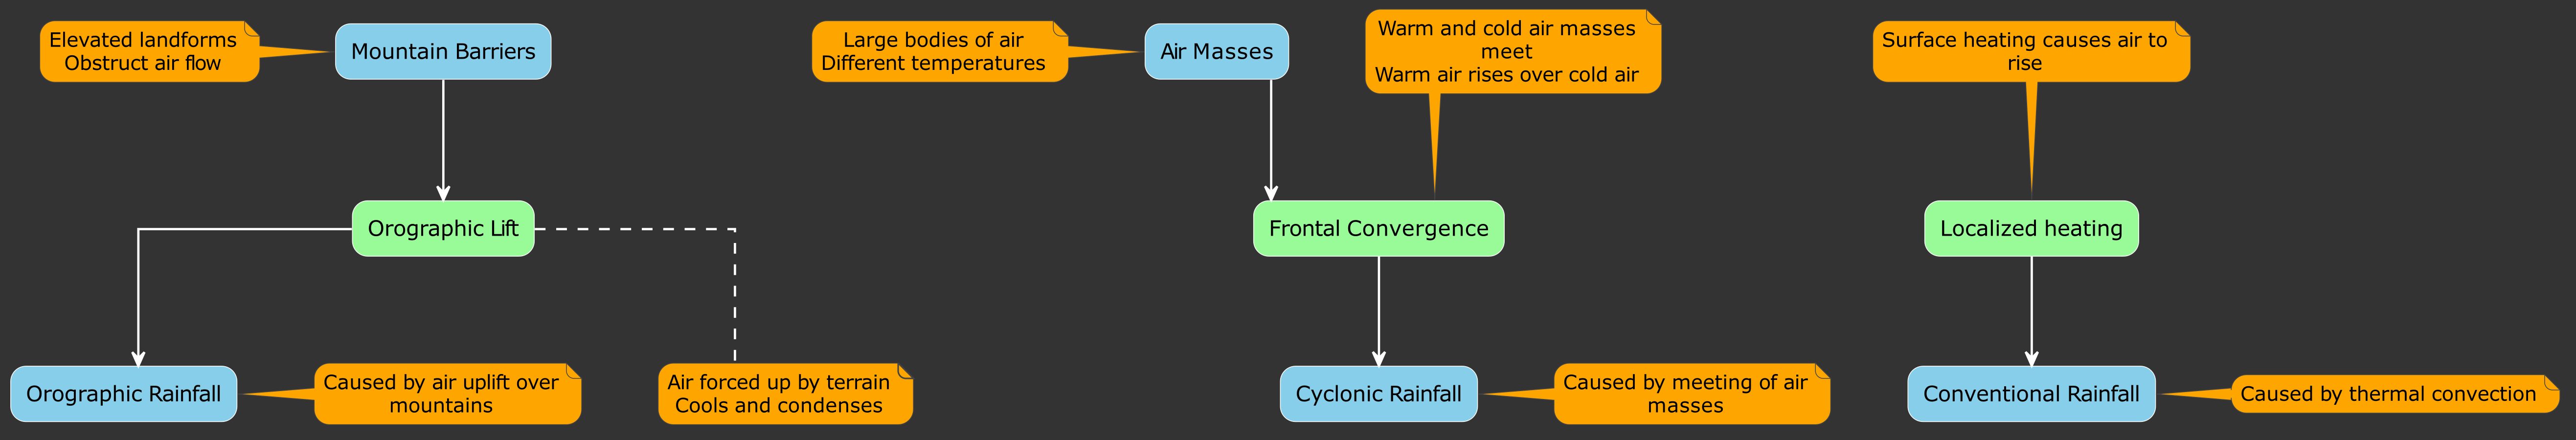 Elevated landforms
Obstruct air flow
Mountain Barriers
Large bodies of air
Different temperatures
Air Masses
Warm and cold air masses
meet
Warm air rises over cold air
Surface heating causes air to
rise
Orographic Lift
Frontal Convergence
Localized heating
Orographic Rainfall
Caused by air uplift over
mountains
Air forced up by terrain
Cools and condenses
Cyclonic Rainfall
Caused by meeting of air
masses
Conventional Rainfall
Caused by thermal convection